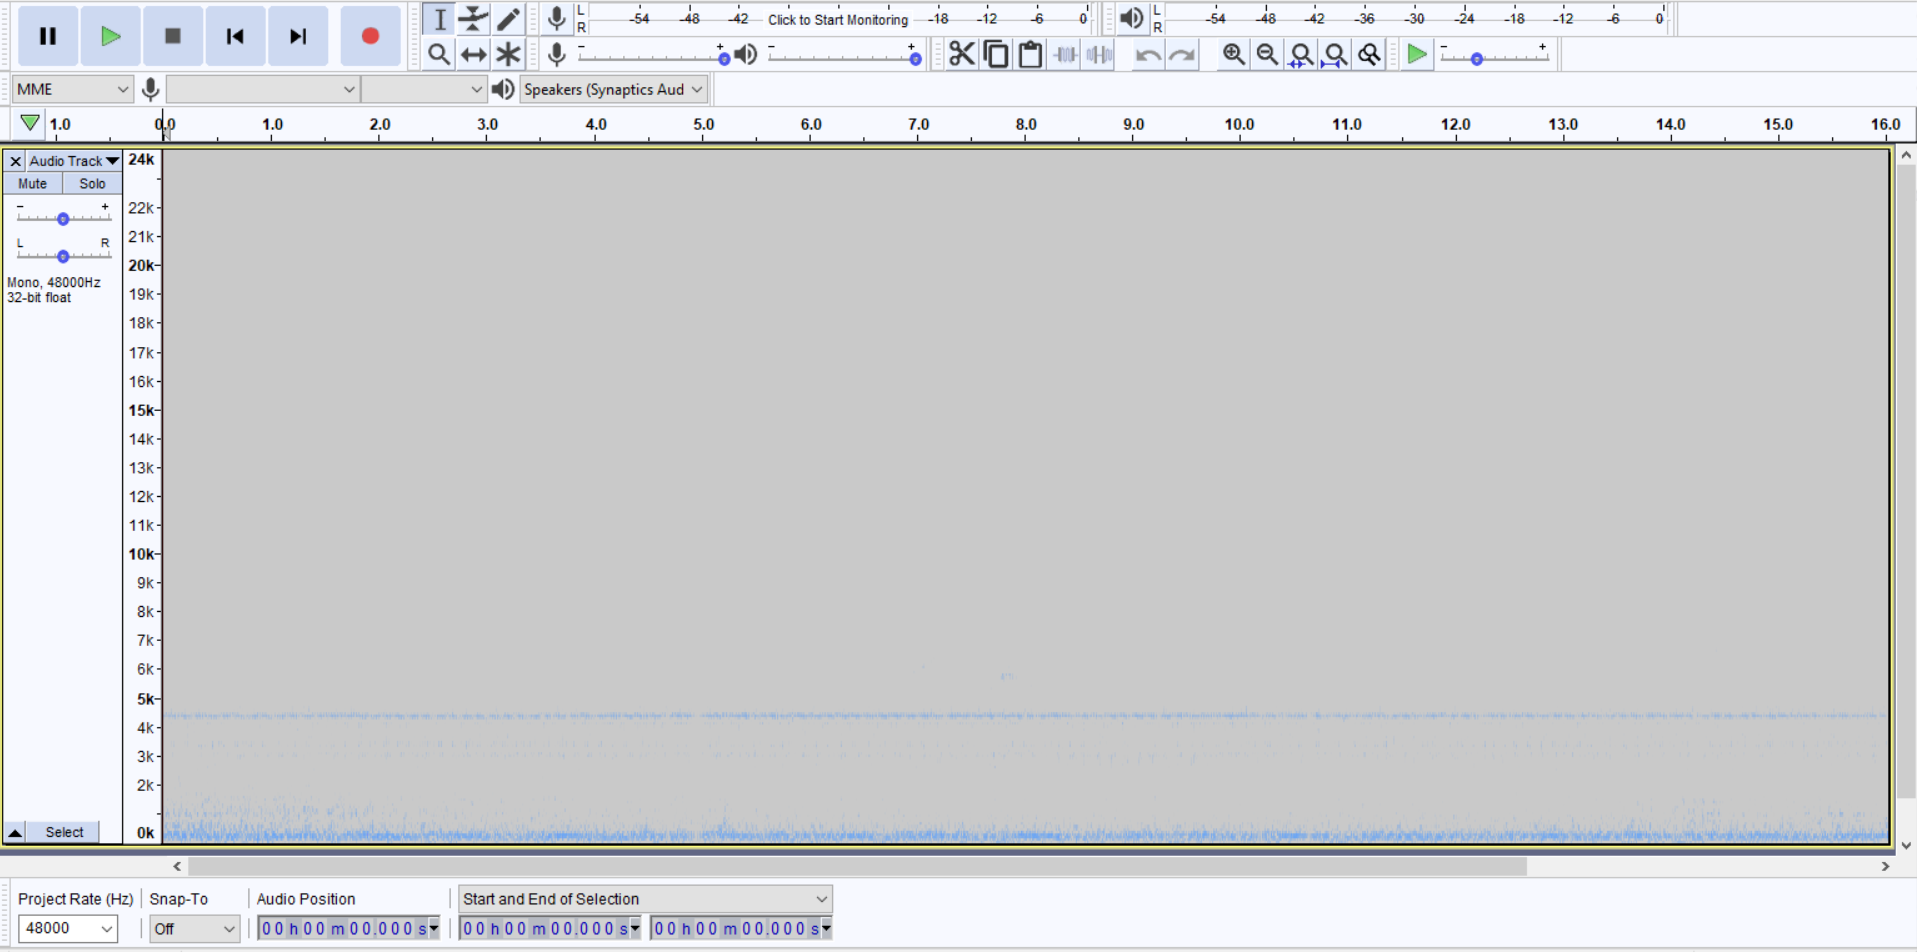 L
R
-54 -48 -42 Click to Start Monitoring -18 -12 -6 0
L
R
-54 -48 -42 -36 -30 -24 -18 -12 -6 0
- +
- +
- +
MME
Speakers (Synaptics Aud
1.0 0.0 1.0 2.0 3.0 4.0 5.0 6.0 7.0 8.0 9.0 10.0 11.0 12.0 13.0 14.0 15.0 16.0
Audio Track
Mute Solo
- +
L R
Mono, 48000Hz
32-bit float
Select
24k
22k
21k
20k
19k
18k
17k
16k
15k
14k
13k
12k
11k
10k
9k
8k
7k
6k
5k
4k
3k
2k
0k
Project Rate (Hz) Snap-To Audio Position Start and End of Selection
48000 Off 00 h 00 m 00.000 s 00 h 00 m 00.000 s 00 h 00 m 00.000 s